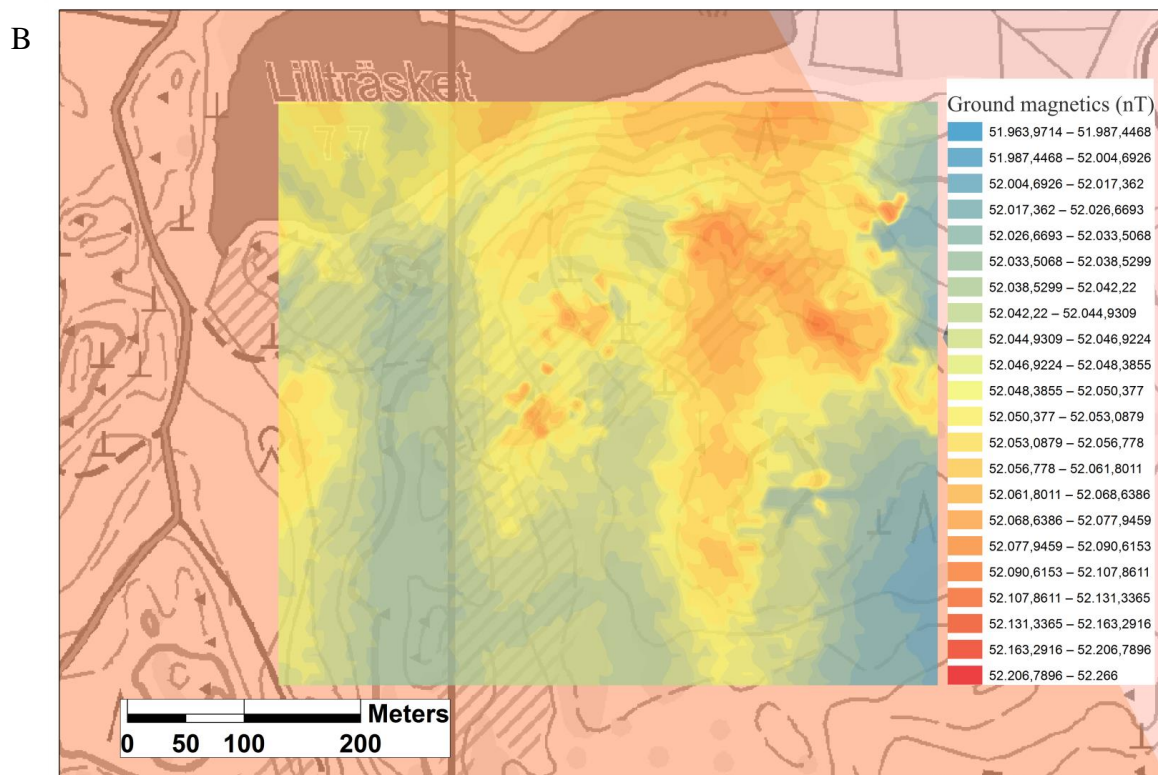 B
Lillträsket
7.7
Ground magnetics (nT)
51.963,9714 – 51.987,4468
51.987,4468 – 52.004,6926
52.004,6926 – 52.017,362
52.017,362 – 52.026,6693
52.026,6693 – 52.033,5068
52.033,5068 – 52.038,5299
52.038,5299 – 52.042,22
52.042,22 – 52.044,9309
52.044,9309 – 52.046,9224
52.046,9224 – 52.048,3855
52.048,3855 – 52.050,377
52.050,377 – 52.053,0879
52.053,0879 – 52.056,778
52.056,778 – 52.061,8011
52.061,8011 – 52.068,6386
52.068,6386 – 52.077,9459
52.077,9459 – 52.090,6153
52.090,6153 – 52.107,8611
52.107,8611 – 52.131,3365
52.131,3365 – 52.163,2916
52.163,2916 – 52.206,7896
52.206,7896 – 52.266
Meters
0 50 100 200